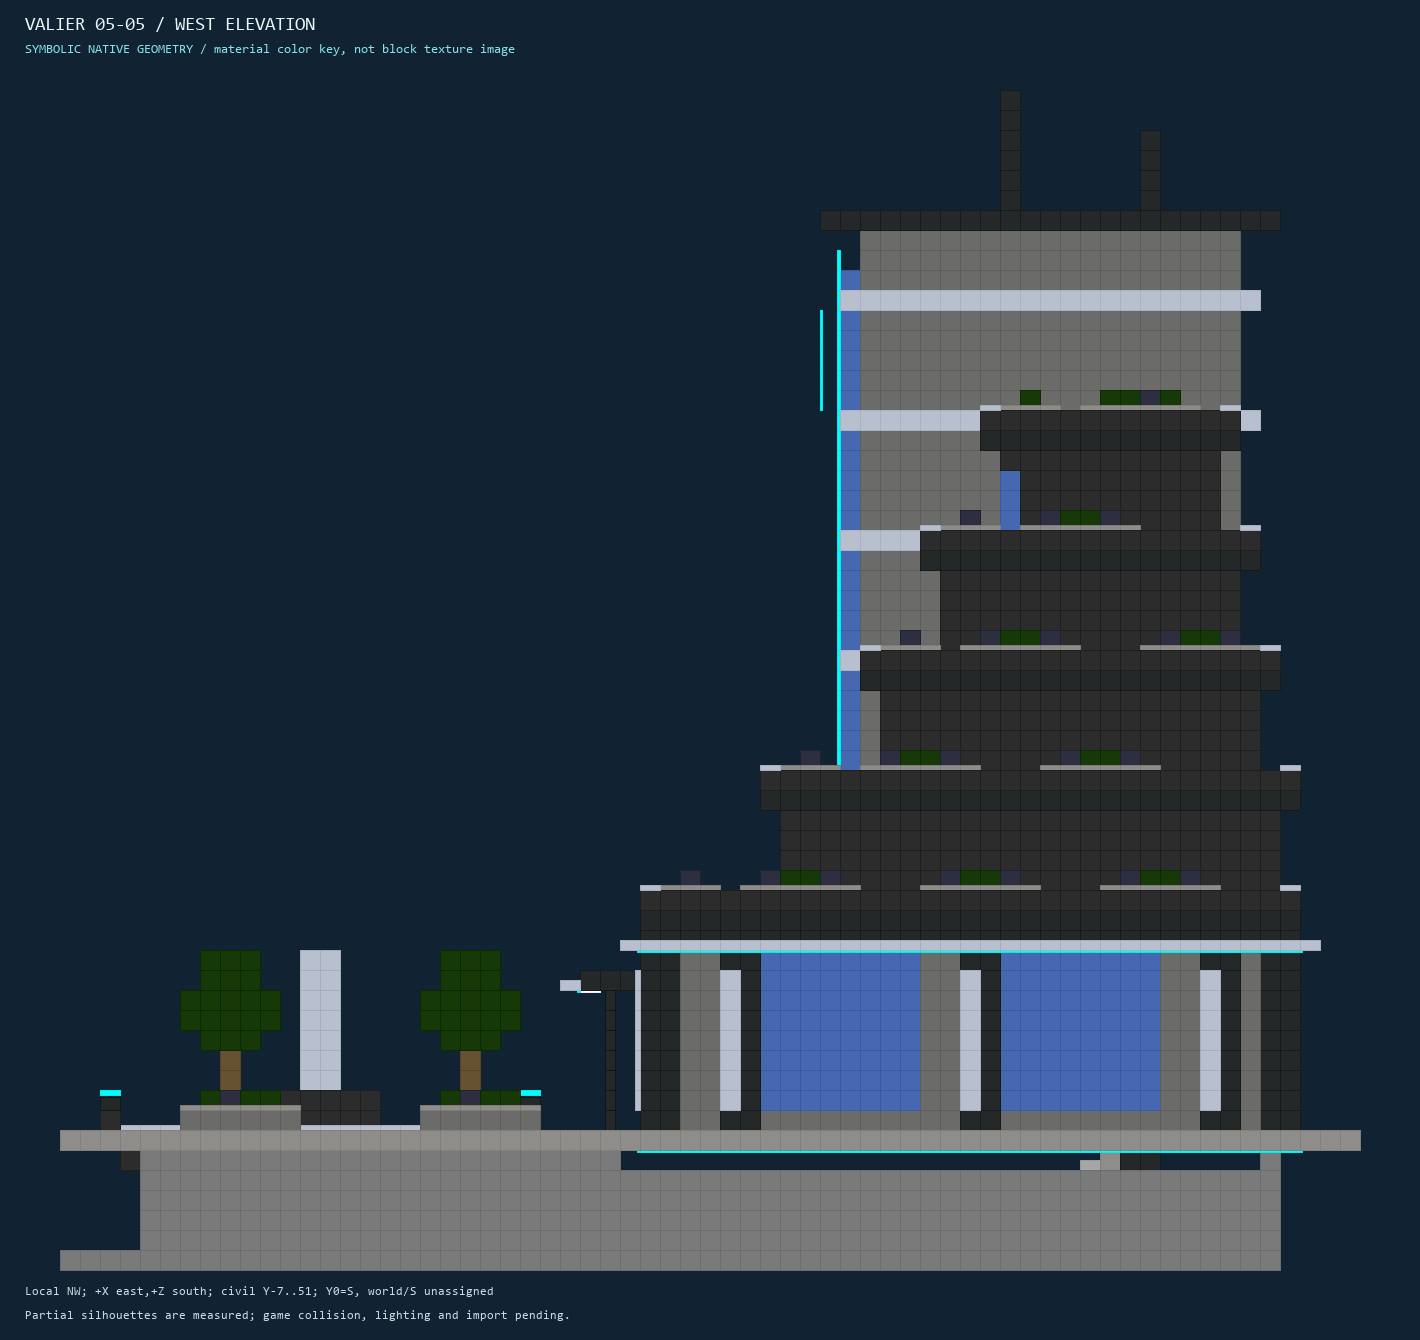 VALIER 05-05 / WEST ELEVATION
SYMBOLIC NATIVE GEOMETRY / material color key, not block texture image
Local NW; +X east,+Z south; civil Y-7..51; Y0=S, world/S unassigned
Partial silhouettes are measured; game collision, lighting and import pending.